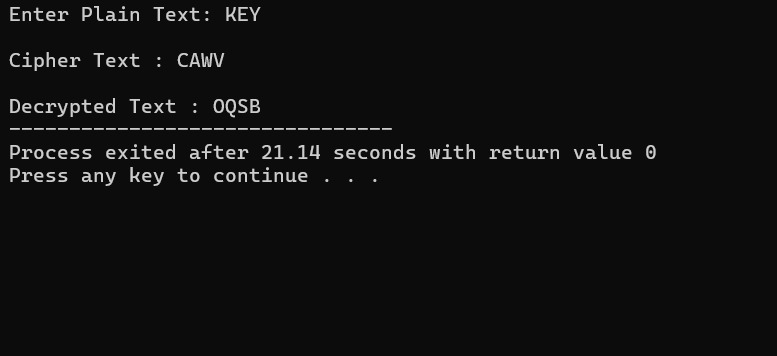 Enter Plain Text: KEY
Cipher Text : CAWV
Decrypted Text : OQSB
--------------------------------
Process exited after 21.14 seconds with return value 0
Press any key to continue . . .